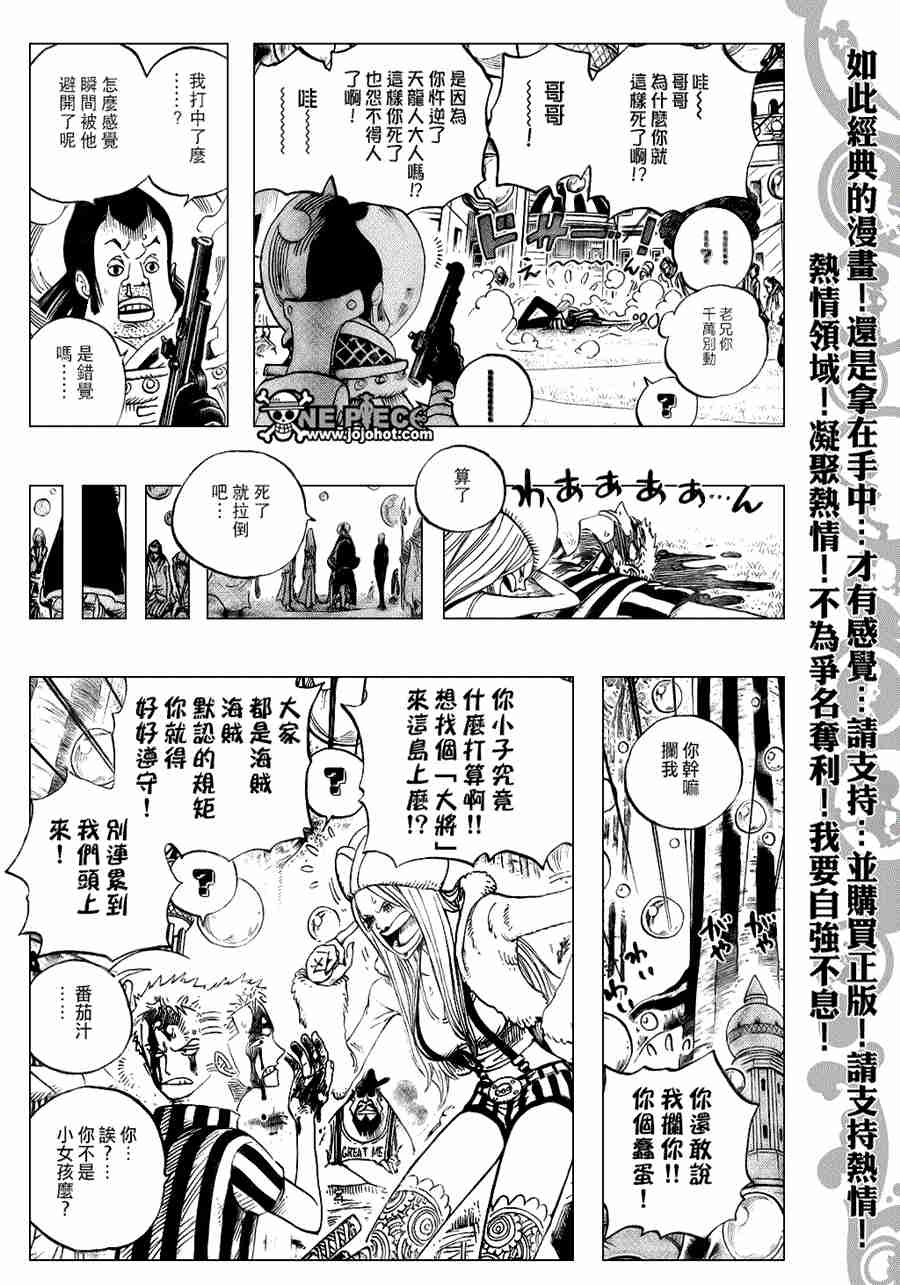 哇～
哥哥
為什麼你就
這樣死了啊!?
哥哥!
～～
是因為
你忤逆了
天龍人大人嗎!?
這樣你死了
也怨不得人
了啊!
哇═
～～
ドサ
…………?
老兄你
千萬別動
…………
?
我打中了麼
……?
怎麼感覺
瞬間被他
避開了呢
是錯覺
嗎……
ONE PIECE
www.jojohot.com
わあああああ…ん
算了
死了
就拉倒
吧…
你幹嘛
攔我
わあああ
你還敢說
我攔你!!
你個蠢蛋!
你小子究竟
什麼打算啊!!
想找個「大將」
來這島上麼!?
?
大家
都是海賊
海賊
默認的規矩
你就得
好好遵守!
?
別連累到
我們頭上
來!
番茄汁
……
你…
誒?…
你不是
小女孩麼?
GREAT ME
如此經典的漫畫!還是拿在手中…才有感覺…請支持…並購買正版!請支持熱情!
熱情領域!凝聚熱情!不為爭名奪利!我要自強不息!